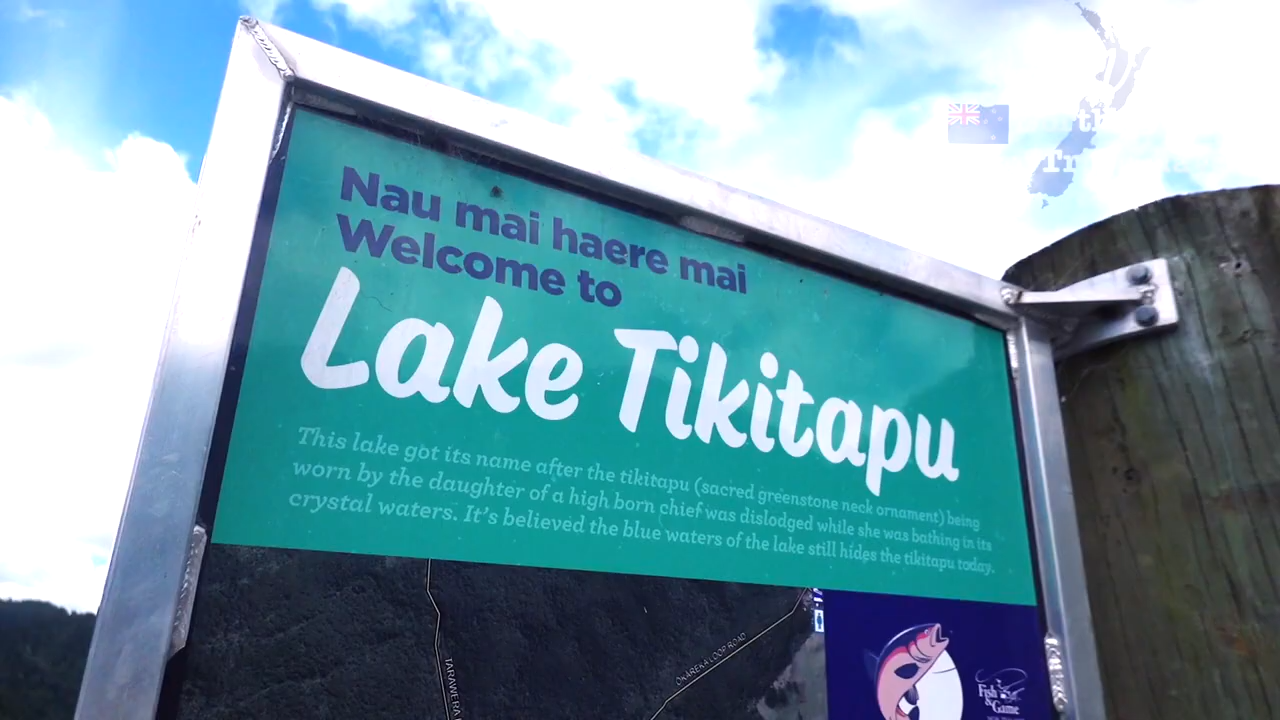 Nau mai haere mai
Welcome to
Lake Tikitapu
This lake got its name after the tikitapu (sacred greenstone neck ornament) being
worn by the daughter of a high born chief was dislodged while she was bathing in its
crystal waters. It's believed the blue waters of the lake still hides the tikitapu today.
TARAWERA
OKAREKA LOOP ROAD
Fish
& Game